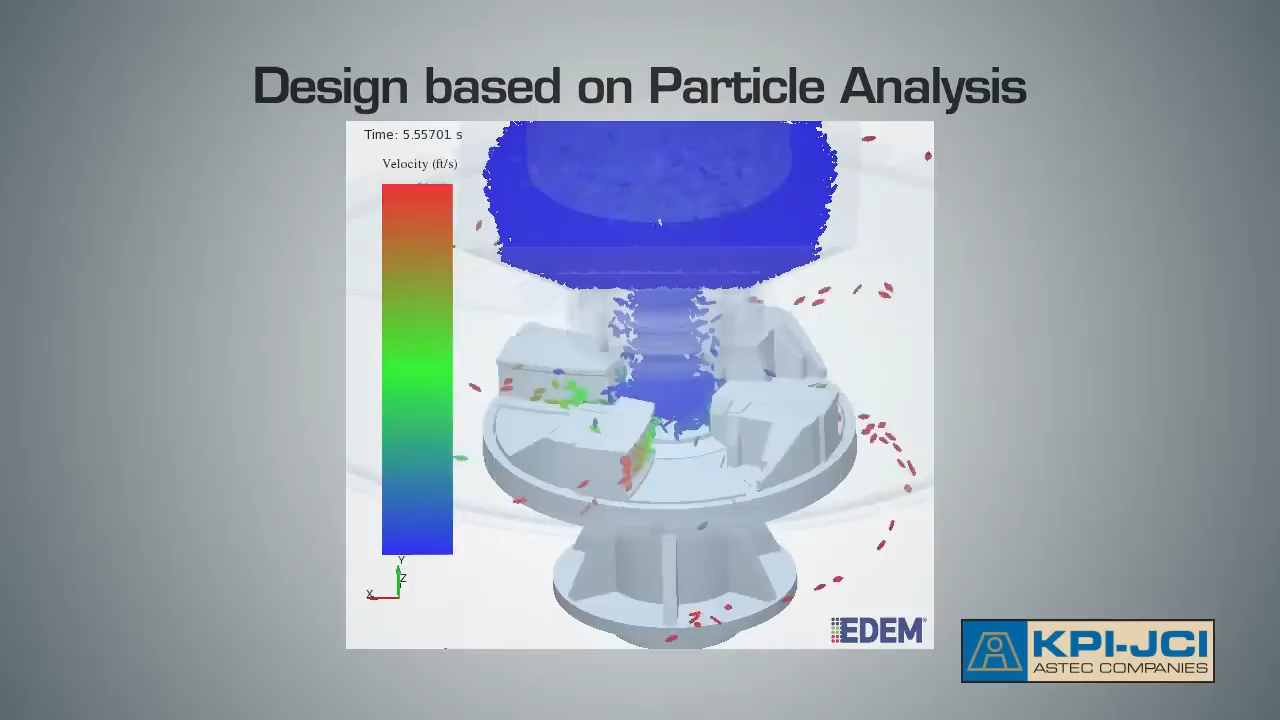 Design based on Particle Analysis
Time: 5.55701 s
Velocity (ft/s)
Y
Z
X
EDEM
KPI-JCI
ASTEC COMPANIES